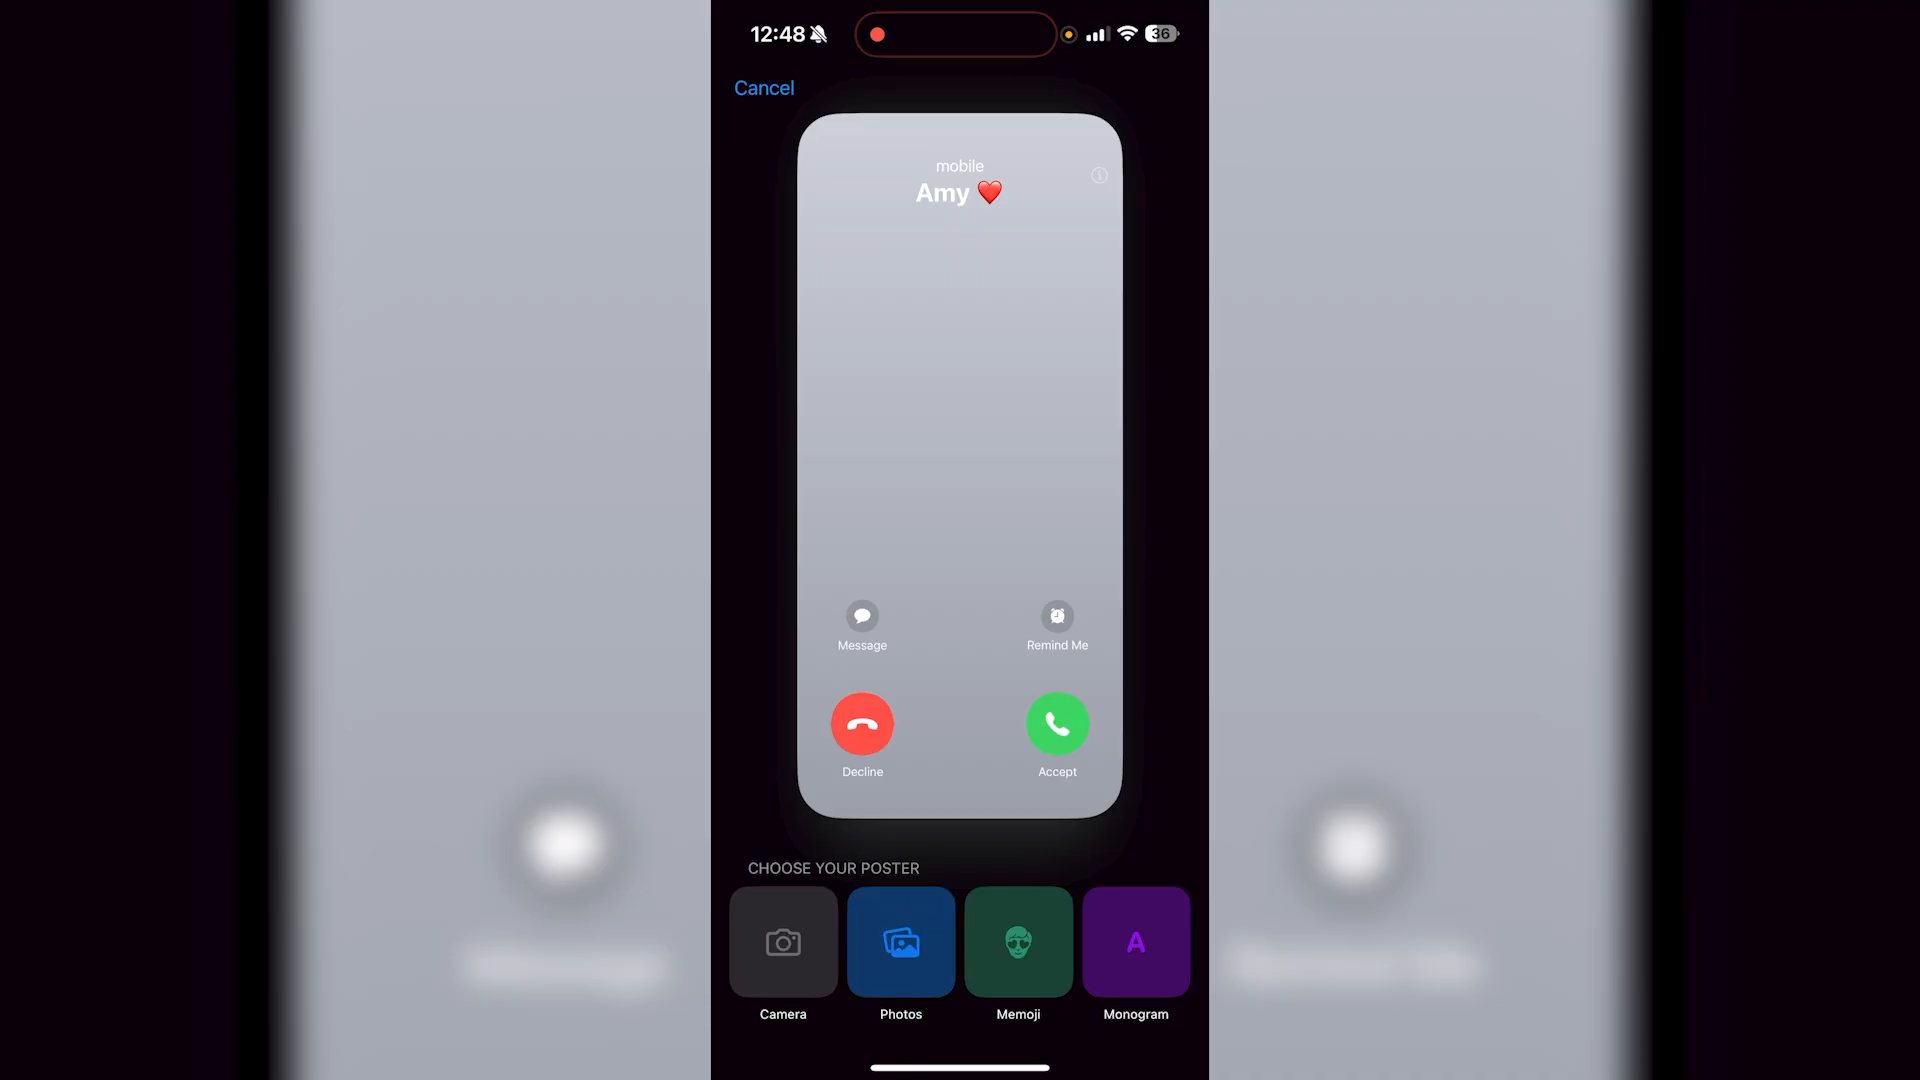 12:48
36
Cancel
mobile
Amy ❤️
Message
Remind Me
Decline
Accept
CHOOSE YOUR POSTER
A
Camera
Photos
Memoji
Monogram